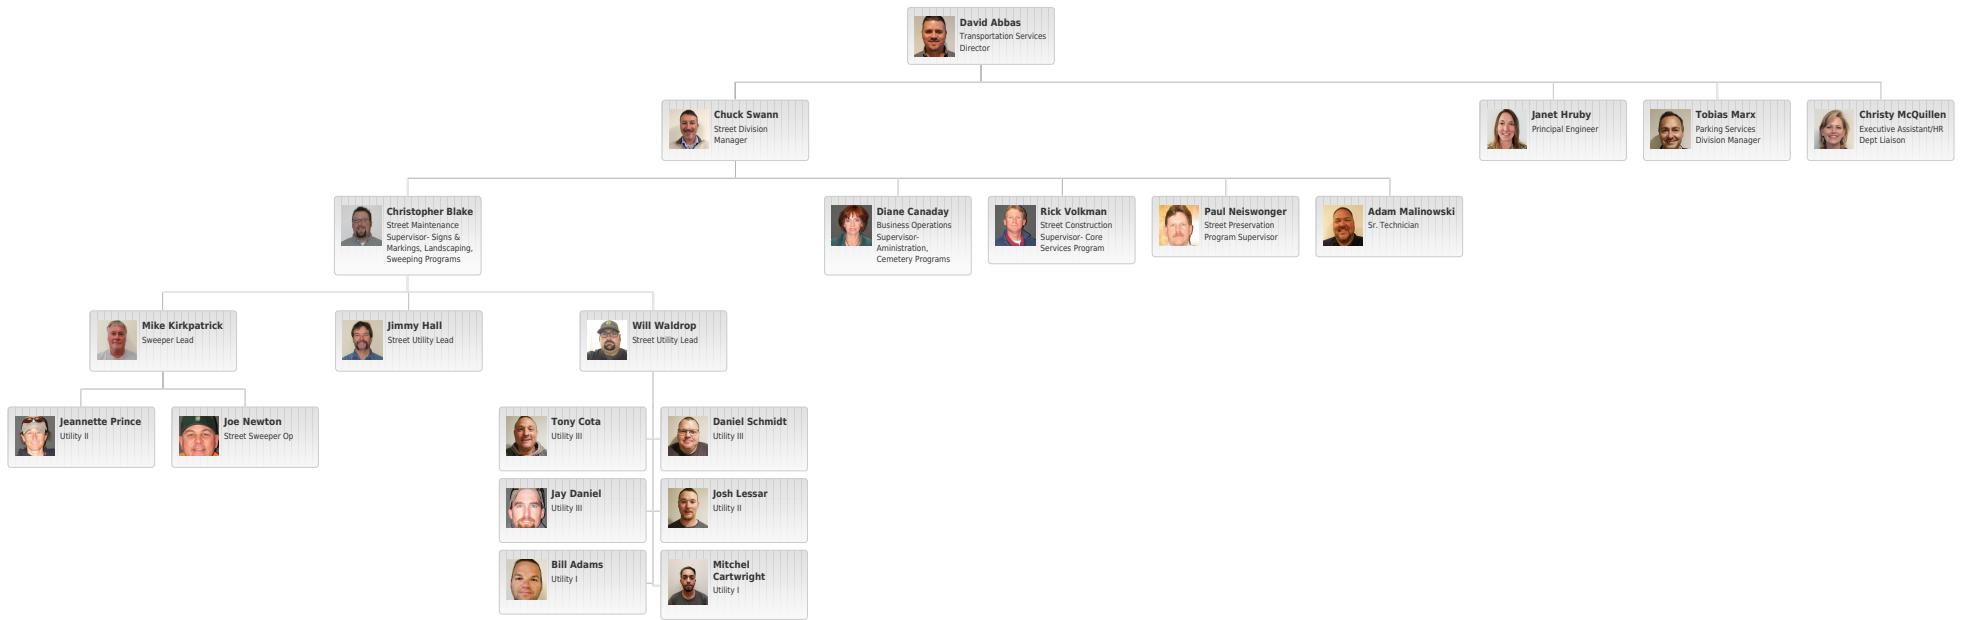 David Abbas
Transportation Services
Director
Chuck Swann
Street Division
Manager
Janet Hruby
Principal Engineer
Tobias Marx
Parking Services
Division Manager
Christy McQuillen
Executive Assistant/HR
Dept Liaison
Christopher Blake
Street Maintenance
Supervisor- Signs &
Markings, Landscaping,
Sweeping Programs
Diane Canaday
Business Operations
Supervisor-
Aministration,
Cemetery Programs
Rick Volkman
Street Construction
Supervisor- Core
Services Program
Paul Neiswonger
Street Preservation
Program Supervisor
Adam Malinowski
Sr. Technician
Mike Kirkpatrick
Sweeper Lead
Jimmy Hall
Street Utility Lead
Will Waldrop
Street Utility Lead
Jeannette Prince
Utility II
Joe Newton
Street Sweeper Op
Tony Cota
Utility III
Daniel Schmidt
Utility III
Jay Daniel
Utility III
Josh Lessar
Utility II
Bill Adams
Utility I
Mitchel
Cartwright
Utility I